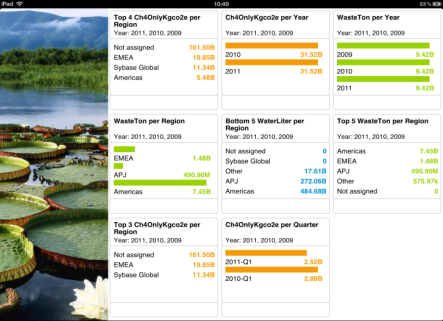 iPad
10:49
53%
Top 4 Ch4OnlyKgco2e per
Region
Year: 2011, 2010, 2009
Not assigned 161.50B
EMEA 19.85B
Sybase Global 11.34B
Americas 5.48B
Ch4OnlyKgco2e per Year
Year: 2011, 2010, 2009
2010 31.52B
2011 31.52B
WasteTon per Year
Year: 2011, 2010, 2009
2009 9.42B
2010 9.42B
2011 9.42B
WasteTon per Region
Year: 2011, 2010, 2009
EMEA 1.48B
APJ 490.90M
Americas 7.45B
Bottom 5 WaterLiter per
Region
Year: 2011, 2010, 2009
Not assigned 0
Sybase Global 0
Other 17.61B
APJ 272.06B
Americas 484.68B
Top 5 WasteTon per Region
Year: 2011, 2010, 2009
Americas 7.45B
EMEA 1.48B
APJ 490.90M
Other 575.97k
Not assigned 0
Top 3 Ch4OnlyKgco2e per
Region
Year: 2011, 2010, 2009
Not assigned 161.50B
EMEA 19.85B
Sybase Global 11.34B
Ch4OnlyKgco2e per Quarter
Year: 2011, 2010, 2009
2011-Q1 2.52B
2010-Q1 2.88B